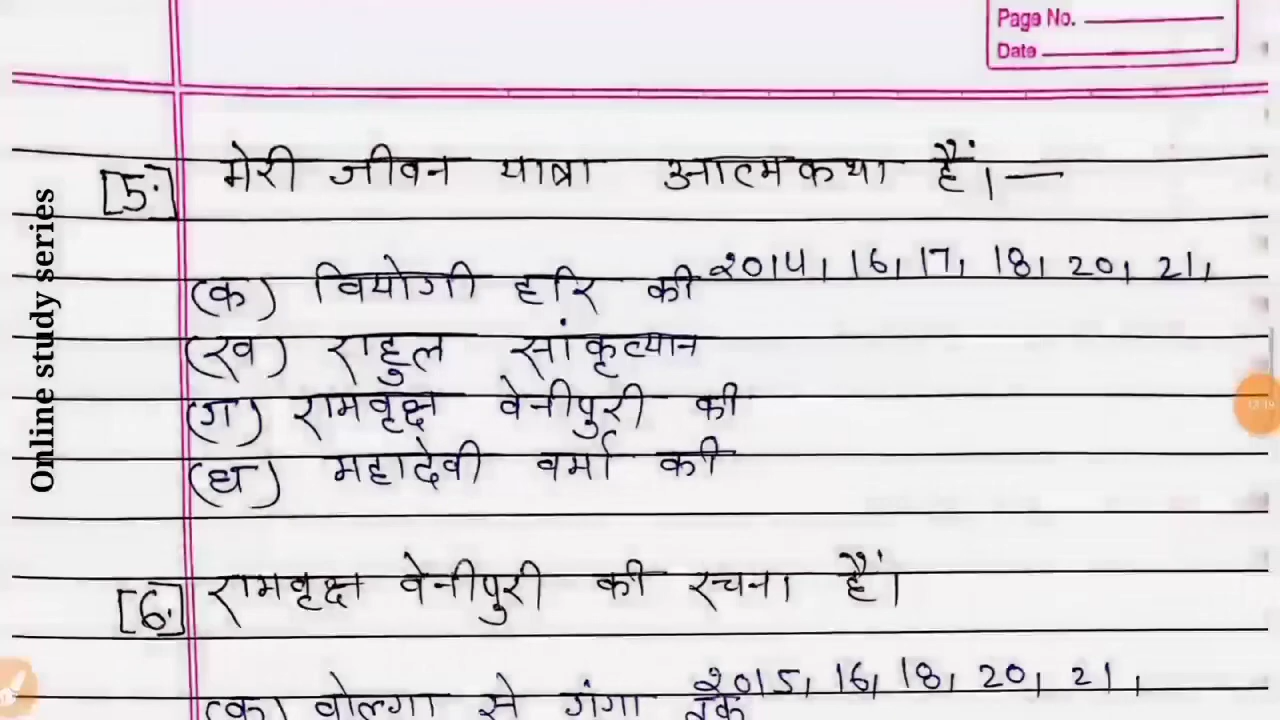 Page No.
Date
Online study series
[5.] मेरी जीवन यात्रा आत्मकथा हैं।—
2014, 16, 17, 18, 20, 21,
(क) वियोगी हरि की
(ख) राहुल सांकृत्यान
(ग) रामवृक्ष वेनीपुरी की
(घ) महादेवी वर्मा की
[6.] रामवृक्ष वेनीपुरी की रचना हैं।
2015, 16, 18, 20, 21,
(क) वोल्गा से गंगा तक